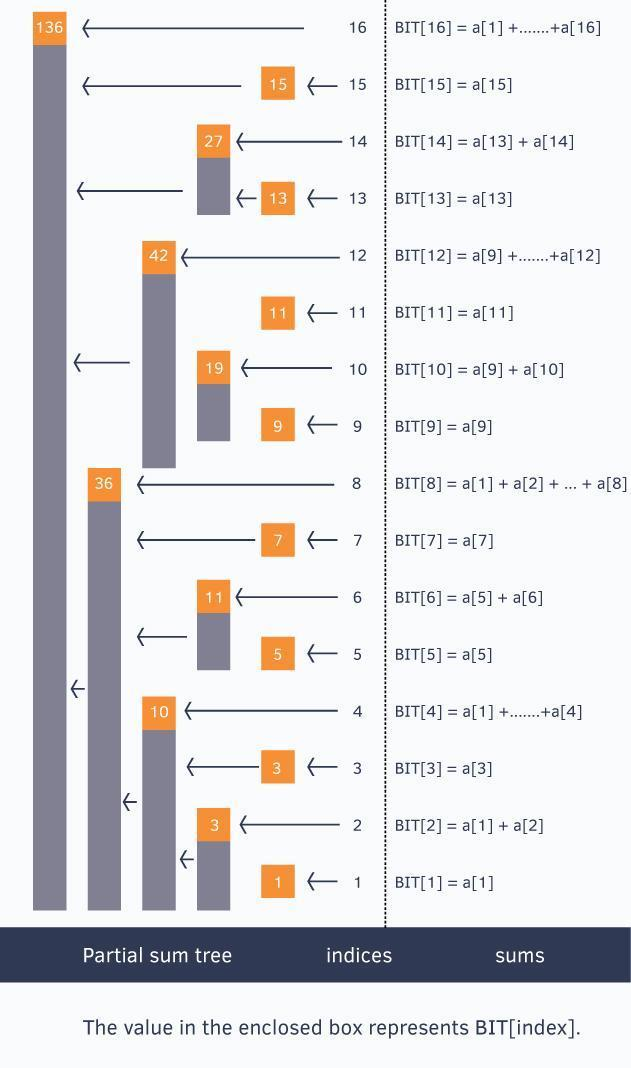 136 16 BIT[16] = a[1] +.......+a[16]
15 15 BIT[15] = a[15]
27 14 BIT[14] = a[13] + a[14]
13 13 BIT[13] = a[13]
42 12 BIT[12] = a[9] +.......+a[12]
11 11 BIT[11] = a[11]
19 10 BIT[10] = a[9] + a[10]
9 9 BIT[9] = a[9]
36 8 BIT[8] = a[1] + a[2] + ... + a[8]
7 7 BIT[7] = a[7]
11 6 BIT[6] = a[5] + a[6]
5 5 BIT[5] = a[5]
10 4 BIT[4] = a[1] +.......+a[4]
3 3 BIT[3] = a[3]
3 2 BIT[2] = a[1] + a[2]
1 1 BIT[1] = a[1]
Partial sum tree indices sums
The value in the enclosed box represents BIT[index].